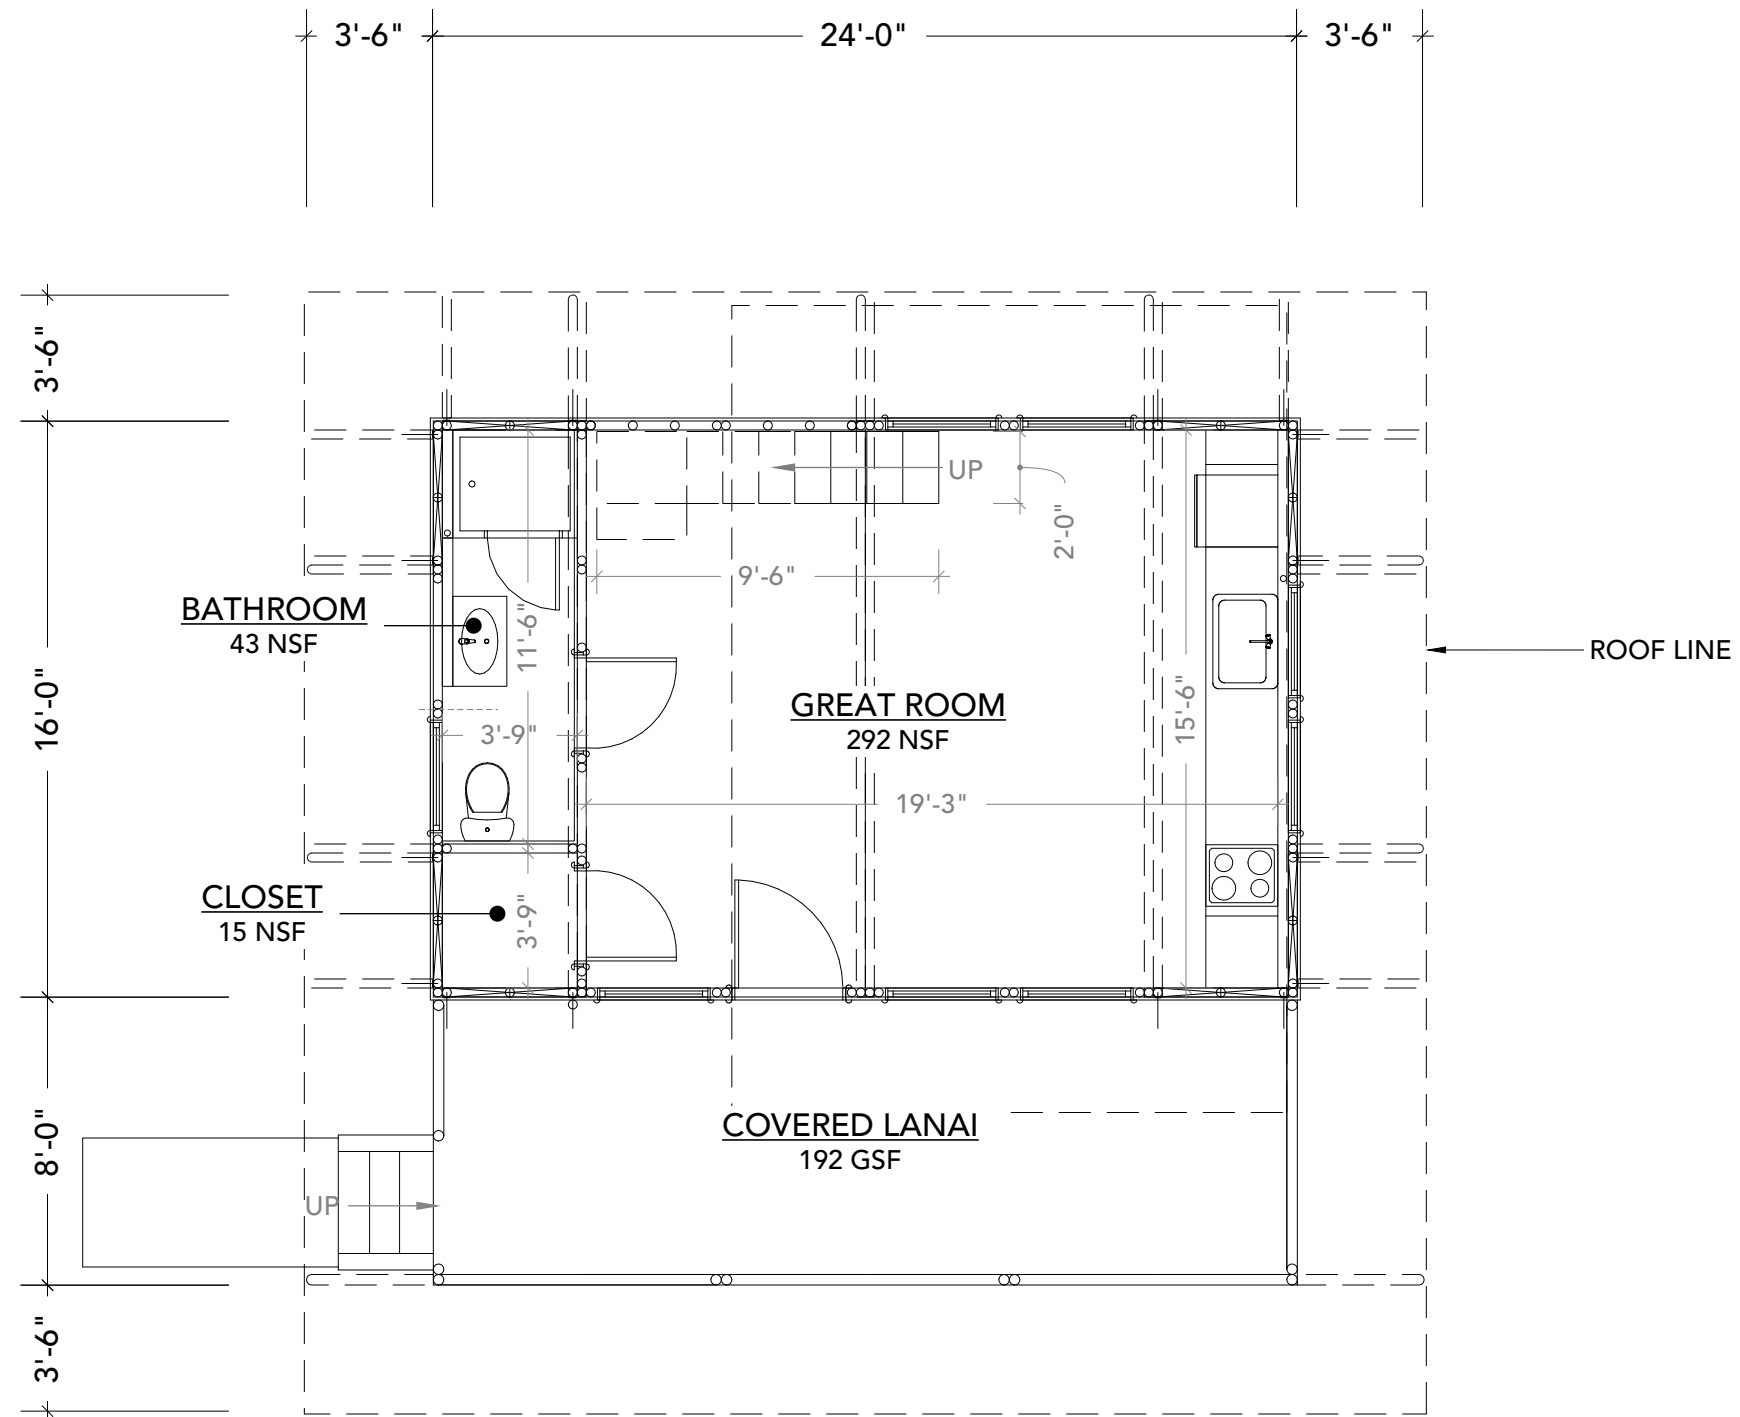 3'-6"
24'-0"
3'-6"
3'-6"
UP
2'-0"
9'-6"
BATHROOM
43 NSF
11'-6"
ROOF LINE
16'-0"
GREAT ROOM
292 NSF
15'-6"
3'-9"
19'-3"
CLOSET
15 NSF
3'-9"
8'-0"
COVERED LANAI
192 GSF
UP
3'-6"